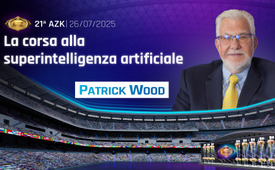 21ª AZK | 26/07/2025
La corsa alla
superintelligenza artificiale
PATRICK WOOD